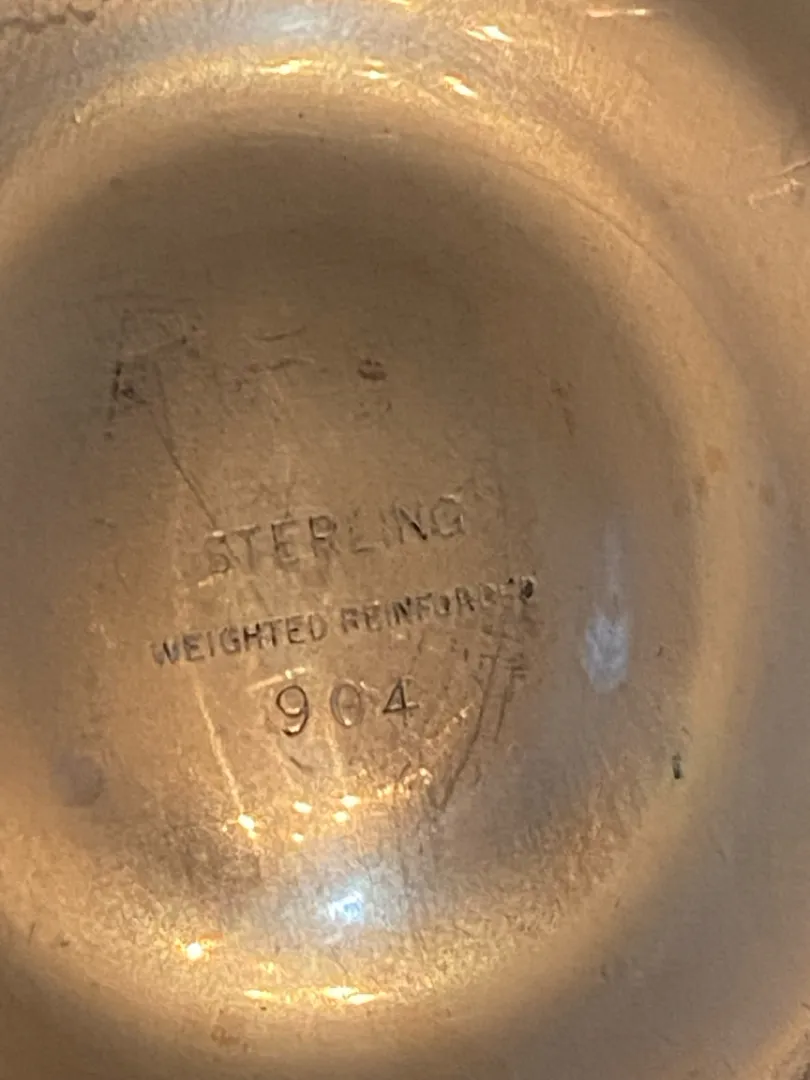 STERLING
WEIGHTED REINFORCED
904